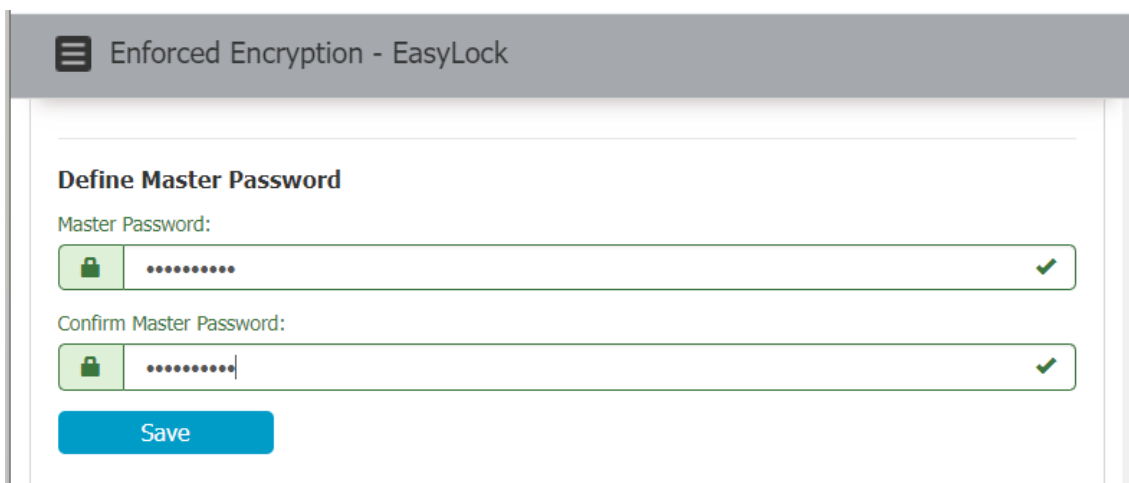 Enforced Encryption - EasyLock
Define Master Password
Master Password:
••••••••••
Confirm Master Password:
••••••••••
Save